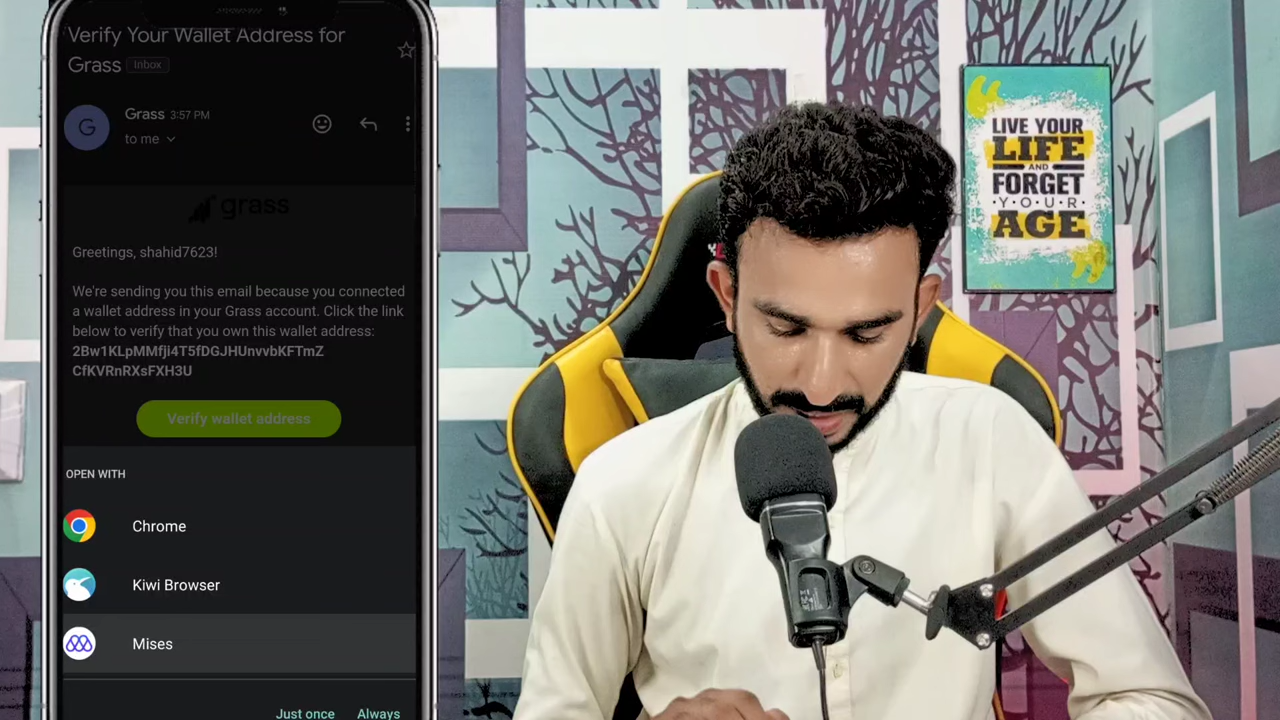 Verify Your Wallet Address for
Grass Inbox
G
Grass 3:57 PM
to me
grass
Greetings, shahid7623!
We're sending you this email because you connected
a wallet address in your Grass account. Click the link
below to verify that you own this wallet address:
2Bw1KLpMMfji4T5fDGJHUnvvbKFTmZ
CfKVRnRXsFXH3U
Verify wallet address
OPEN WITH
Chrome
Kiwi Browser
Mises
Just once Always
LIVE YOUR
LIFE
AND
FORGET
·Y·O·U·R·
AGE